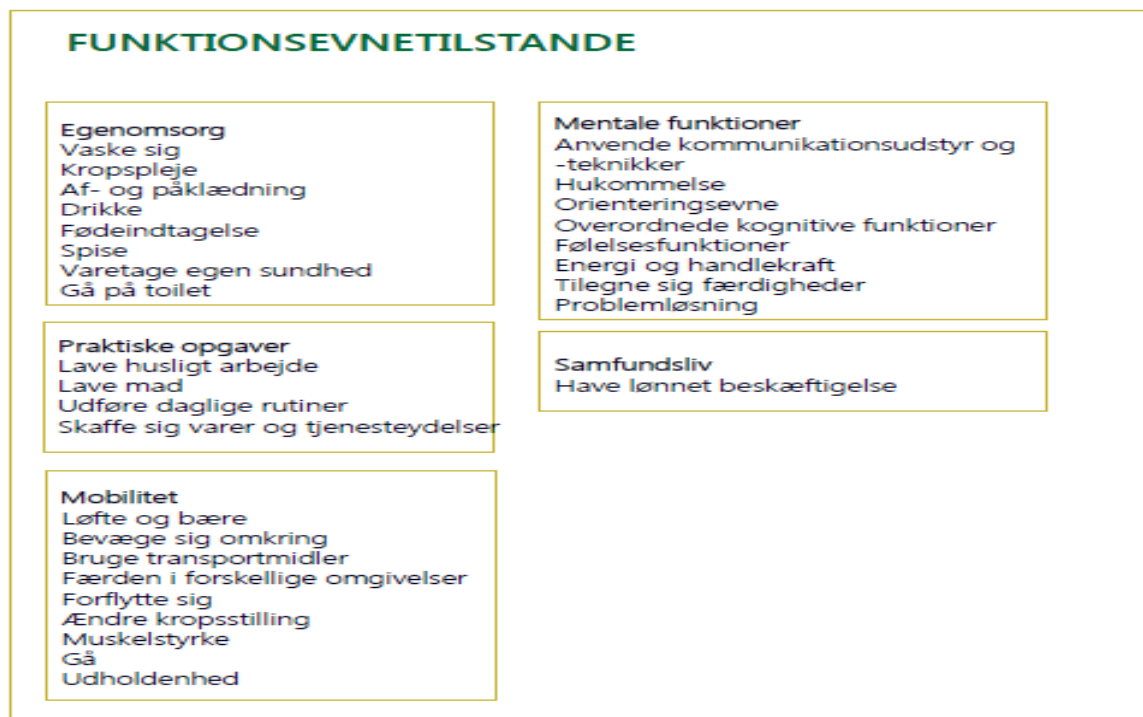 FUNKTIONSEVNETILSTANDE
Egenomsorg
Vaske sig
Kropspleje
Af- og påklædning
Drikke
Fødeindtagelse
Spise
Varetage egen sundhed
Gå på toilet
Praktiske opgaver
Lave husligt arbejde
Lave mad
Udføre daglige rutiner
Skaffe sig varer og tjenesteydelser
Mobilitet
Løfte og bære
Bevæge sig omkring
Bruge transportmidler
Færden i forskellige omgivelser
Forflytte sig
Ændre kropsstilling
Muskelstyrke
Gå
Udholdenhed
Mentale funktioner
Anvende kommunikationsudstyr og
-teknikker
Hukommelse
Orienteringsevne
Overordnede kognitive funktioner
Følelsesfunktioner
Energi og handlekraft
Tilegne sig færdigheder
Problemløsning
Samfundsliv
Have lønnet beskæftigelse